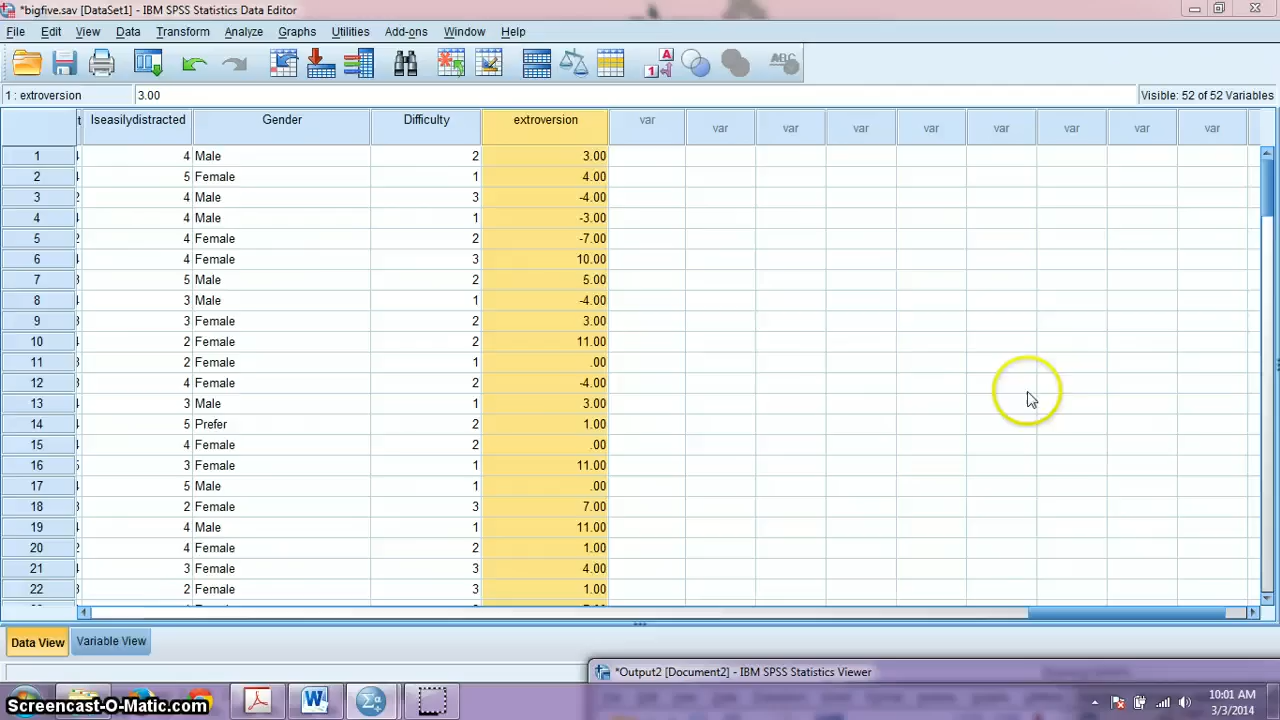 *bigfive.sav [DataSet1] - IBM SPSS Statistics Data Editor
File Edit View Data Transform Analyze Graphs Utilities Add-ons Window Help
1 : extroversion 3.00 Visible: 52 of 52 Variables
t Iseasilydistracted Gender Difficulty extroversion var var var var var var var var var
1 4 Male 2 3.00
2 5 Female 1 4.00
3 4 Male 3 -4.00
4 4 Male 1 -3.00
5 4 Female 2 -7.00
6 4 Female 3 10.00
7 5 Male 2 5.00
8 3 Male 1 -4.00
9 3 Female 2 3.00
10 2 Female 2 11.00
11 2 Female 1 .00
12 4 Female 2 -4.00
13 3 Male 1 3.00
14 5 Prefer 2 1.00
15 4 Female 2 .00
16 3 Female 1 11.00
17 5 Male 1 .00
18 2 Female 3 7.00
19 4 Male 1 11.00
20 4 Female 2 1.00
21 3 Female 3 4.00
22 2 Female 3 1.00
Data View Variable View
*Output2 [Document2] - IBM SPSS Statistics Viewer
Screencast-O-Matic.com
10:01 AM
3/3/2014